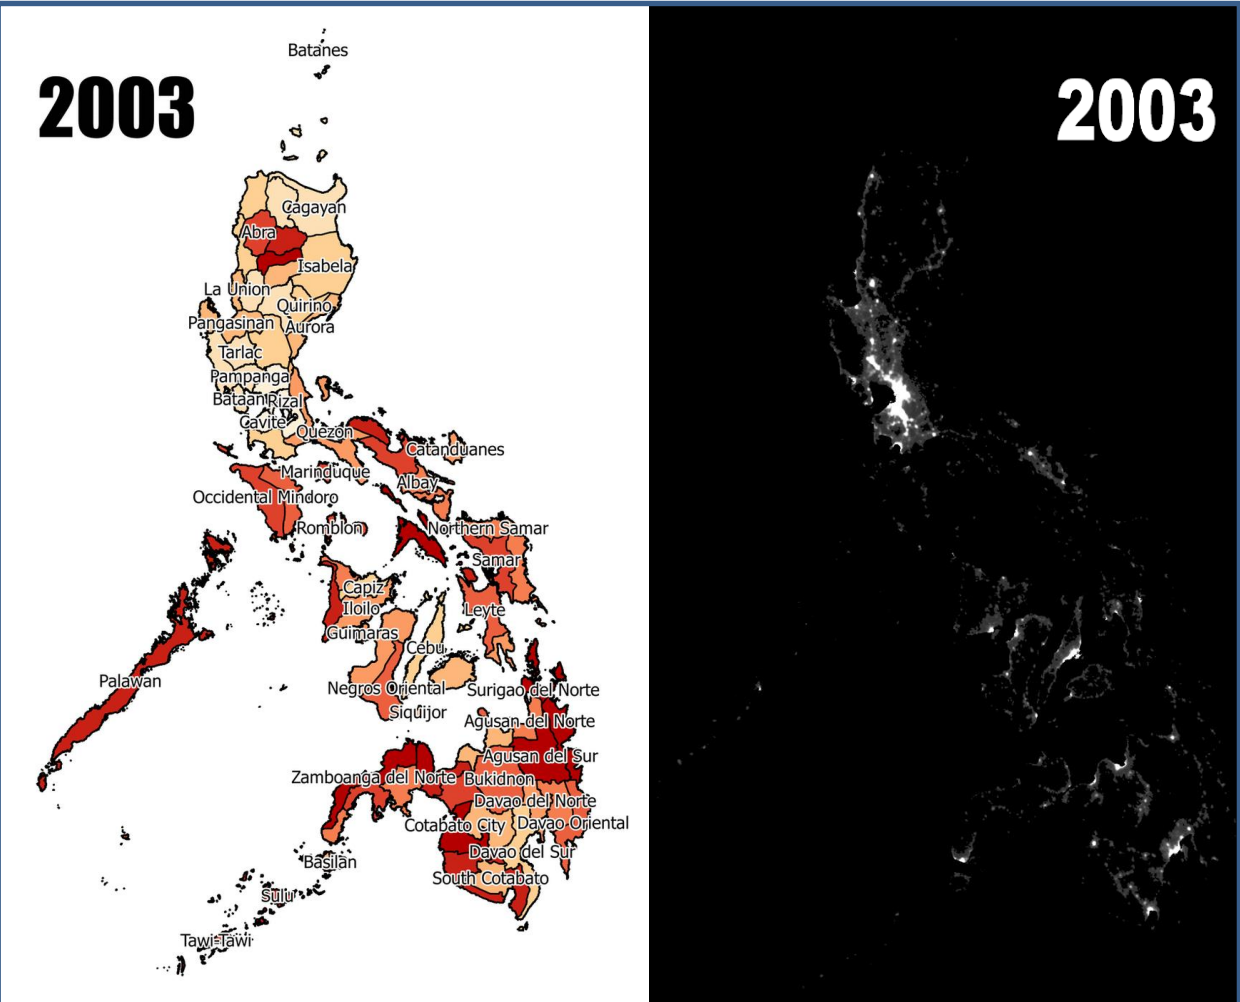 Batanes
2003
2003
Cagayan
Abra
Isabela
La Union
Quirino
Pangasinan
Aurora
Tarlac
Pampanga
Bataan
Rizal
Cavite
Quezon
Catanduanes
Marinduque
Albay
Occidental Mindoro
Romblon
Northern Samar
Samar
Capiz
Iloilo
Leyte
Guimaras
Cebu
Palawan
Negros Oriental
Surigao del Norte
Siquijor
Agusan del Norte
Agusan del Sur
Zamboanga del Norte
Bukidnon
Davao del Norte
Cotabato City
Davao Oriental
Davao del Sur
Basilan
South Cotabato
Sulu
Tawi-Tawi